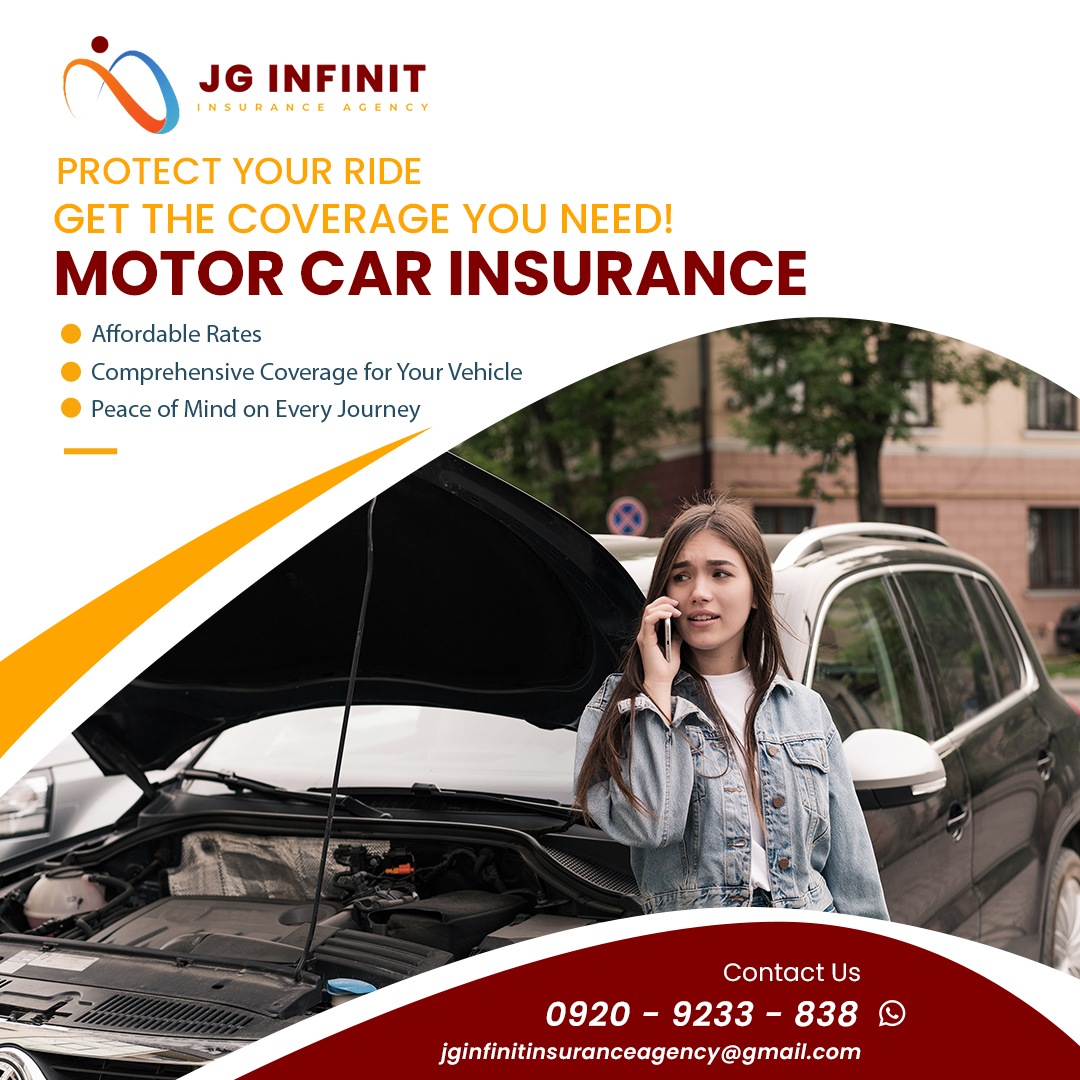 JG INFINIT
INSURANCE AGENCY
PROTECT YOUR RIDE
GET THE COVERAGE YOU NEED!
MOTOR CAR INSURANCE
Affordable Rates
Comprehensive Coverage for Your Vehicle
Peace of Mind on Every Journey
Contact Us
0920 - 9233 - 838
jginfinitinsuranceagency@gmail.com